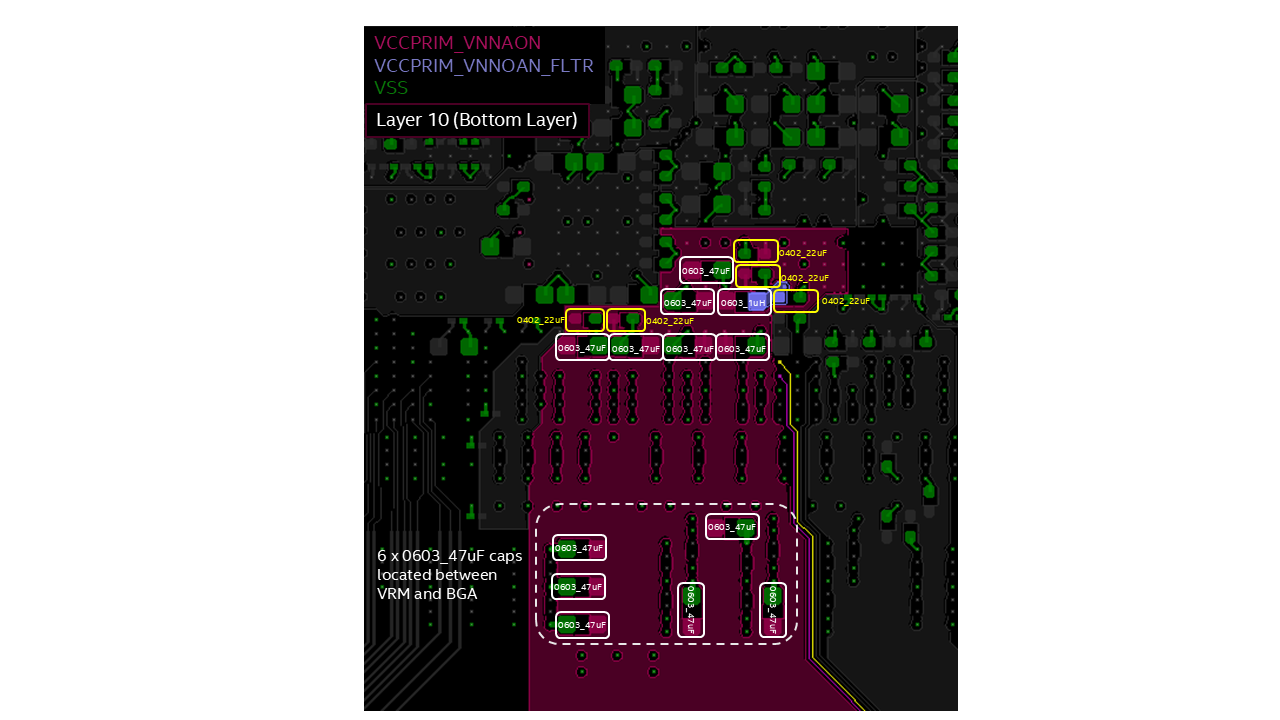 VCCPRIM_VNNAON
VCCPRIM_VNNOAN_FLTR
VSS
Layer 10 (Bottom Layer)
0402_22uF
0603_47uF
0402_22uF
0603_47uF
0603_1uH
0402_22uF
0402_22uF
0402_22uF
0603_47uF
0603_47uF
0603_47uF
0603_47uF
0603_47uF
6 x 0603_47uF caps
located between
VRM and BGA
0603_47uF
0603_47uF
0603_47uF
0603_47uF
0603_47uF